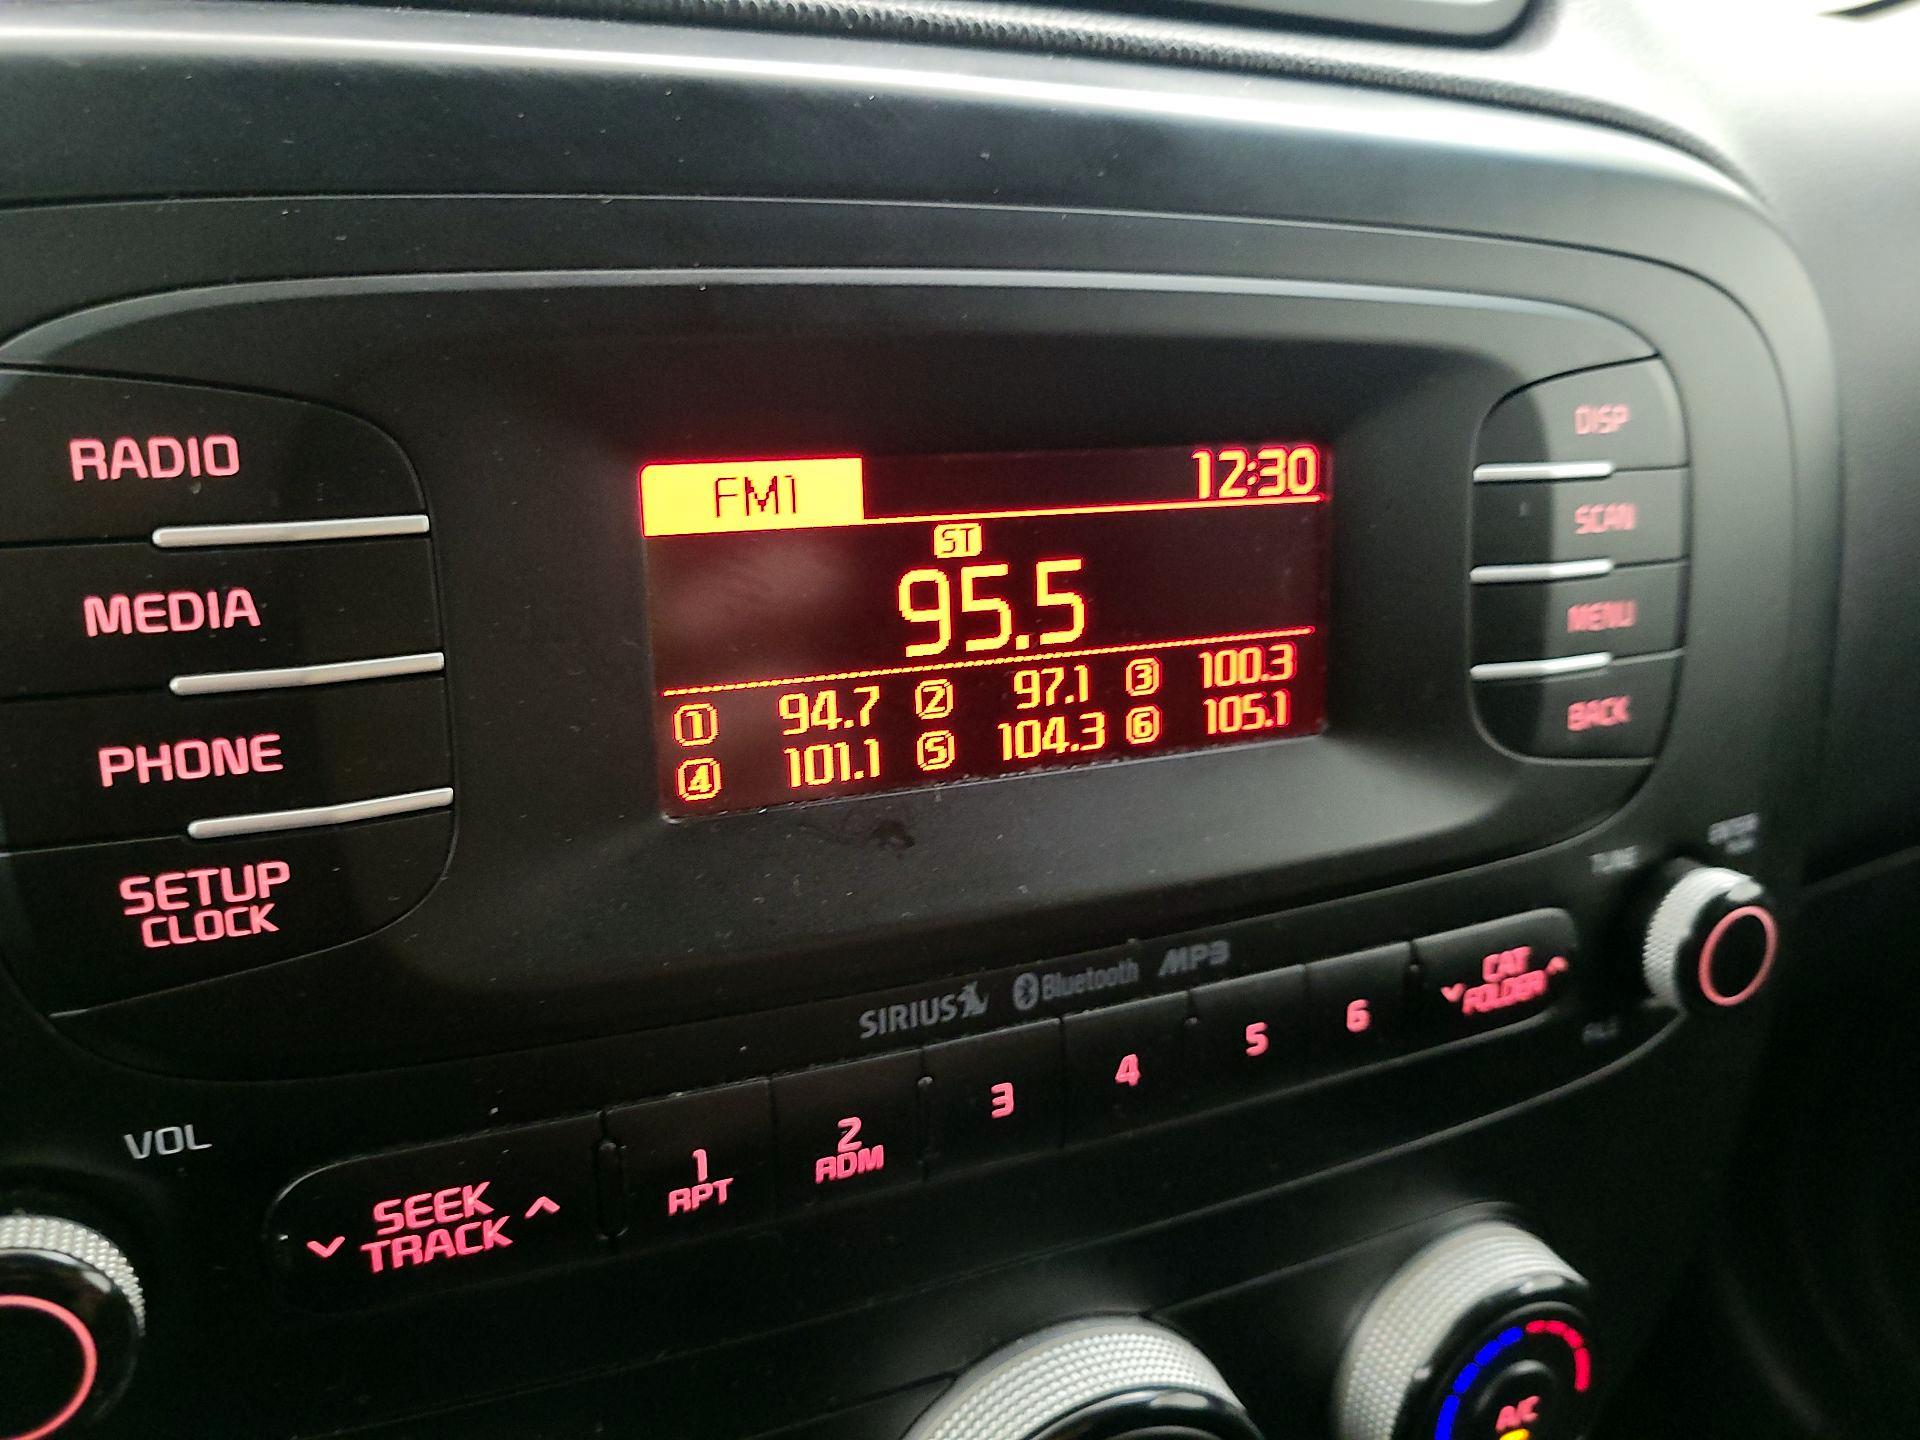 RADIO
MEDIA
PHONE
SETUP
CLOCK
FM1 12:30
ST
95.5
1 94.7 2 97.1 3 100.3
4 101.1 5 104.3 6 105.1
DISP
SCAN
MENU
BACK
TUNE
SIRIUS Bluetooth MP3
VOL
SEEK
TRACK
1
RPT
2
RDM
3
4
5
6
CAT
FOLDER
A/C